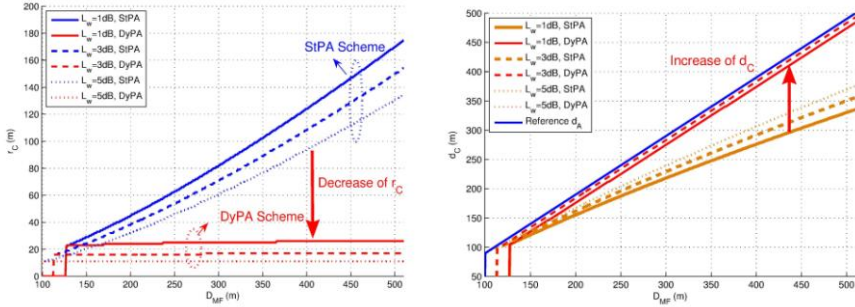 L_w=1dB, StPA
L_w=1dB, DyPA
L_w=3dB, StPA
L_w=3dB, DyPA
L_w=5dB, StPA
L_w=5dB, DyPA
StPA Scheme
Decrease of r_C
DyPA Scheme
200
180
160
140
120
100
80
60
40
20
0
r_C (m)
100 150 200 250 300 350 400 450 500
D_MF (m)
L_w=1dB, StPA
L_w=1dB, DyPA
L_w=3dB, StPA
L_w=3dB, DyPA
L_w=5dB, StPA
L_w=5dB, DyPA
Reference d_A
Increase of d_C
500
450
400
350
300
250
200
150
100
50
d_C (m)
100 150 200 250 300 350 400 450 500
D_MF (m)